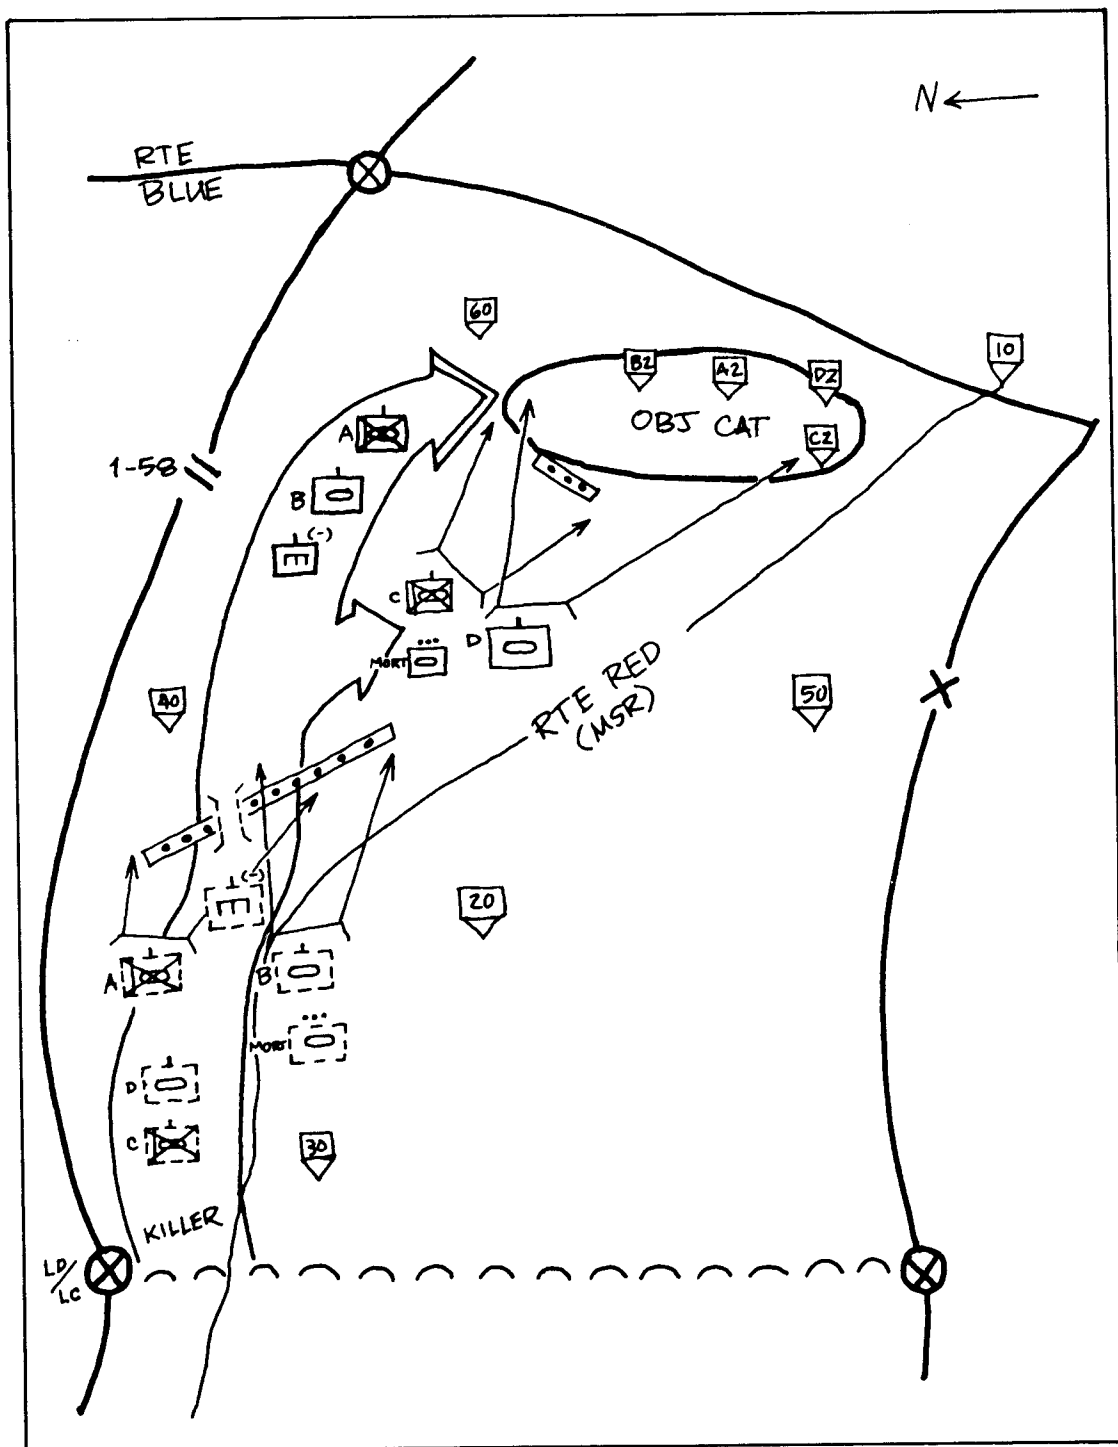 N
RTE
BLUE
60
10
B2
A2
D2
OBJ CAT
C2
A
1-58
B
(-)
E
C
D
MORT
RTE RED
(MSR)
40
50
(-)
E
20
A
B
MORT
D
C
30
KILLER
LD/
LC